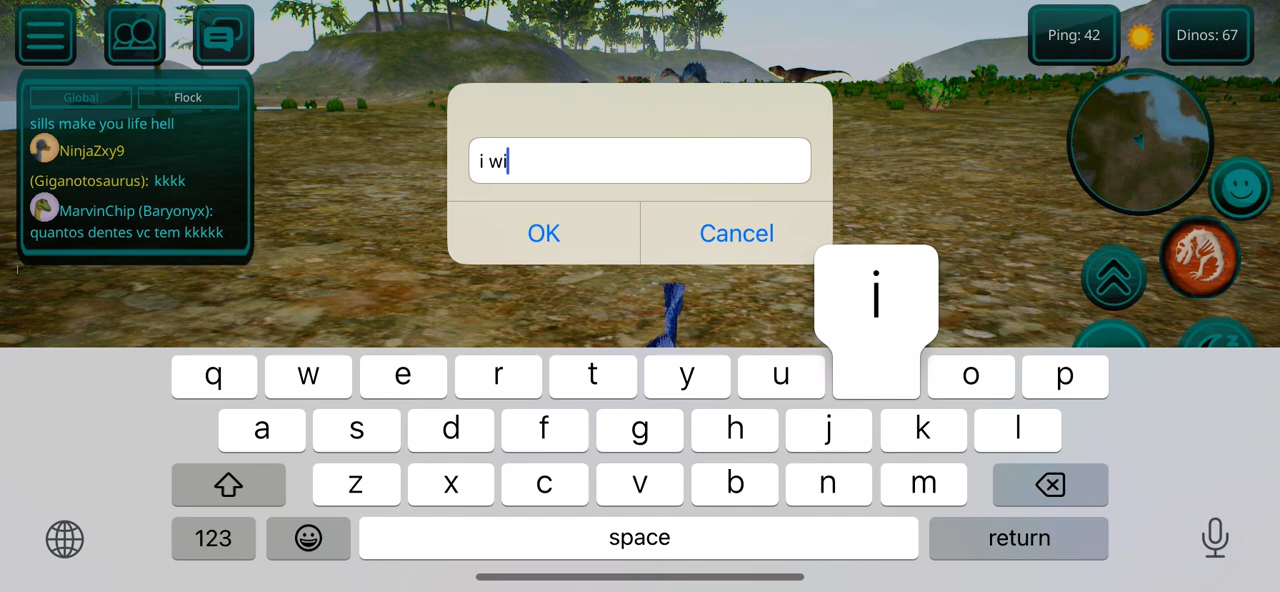 Ping: 42
Dinos: 67
Global
Flock
sills make you life hell
NinjaZxy9
(Giganotosaurus): kkkk
MarvinChip (Baryonyx):
quantos dentes vc tem kkkkk
i wi
OK
Cancel
i
q w e r t y u o p
a s d f g h j k l
z x c v b n m
123
space
return